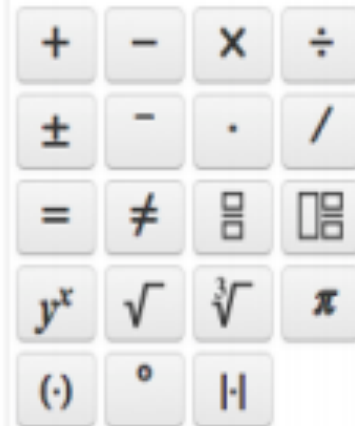 + − × ÷
± − · /
= ≠ □/□ □□/□
yˣ √ ∛ π
(·) ° |·|